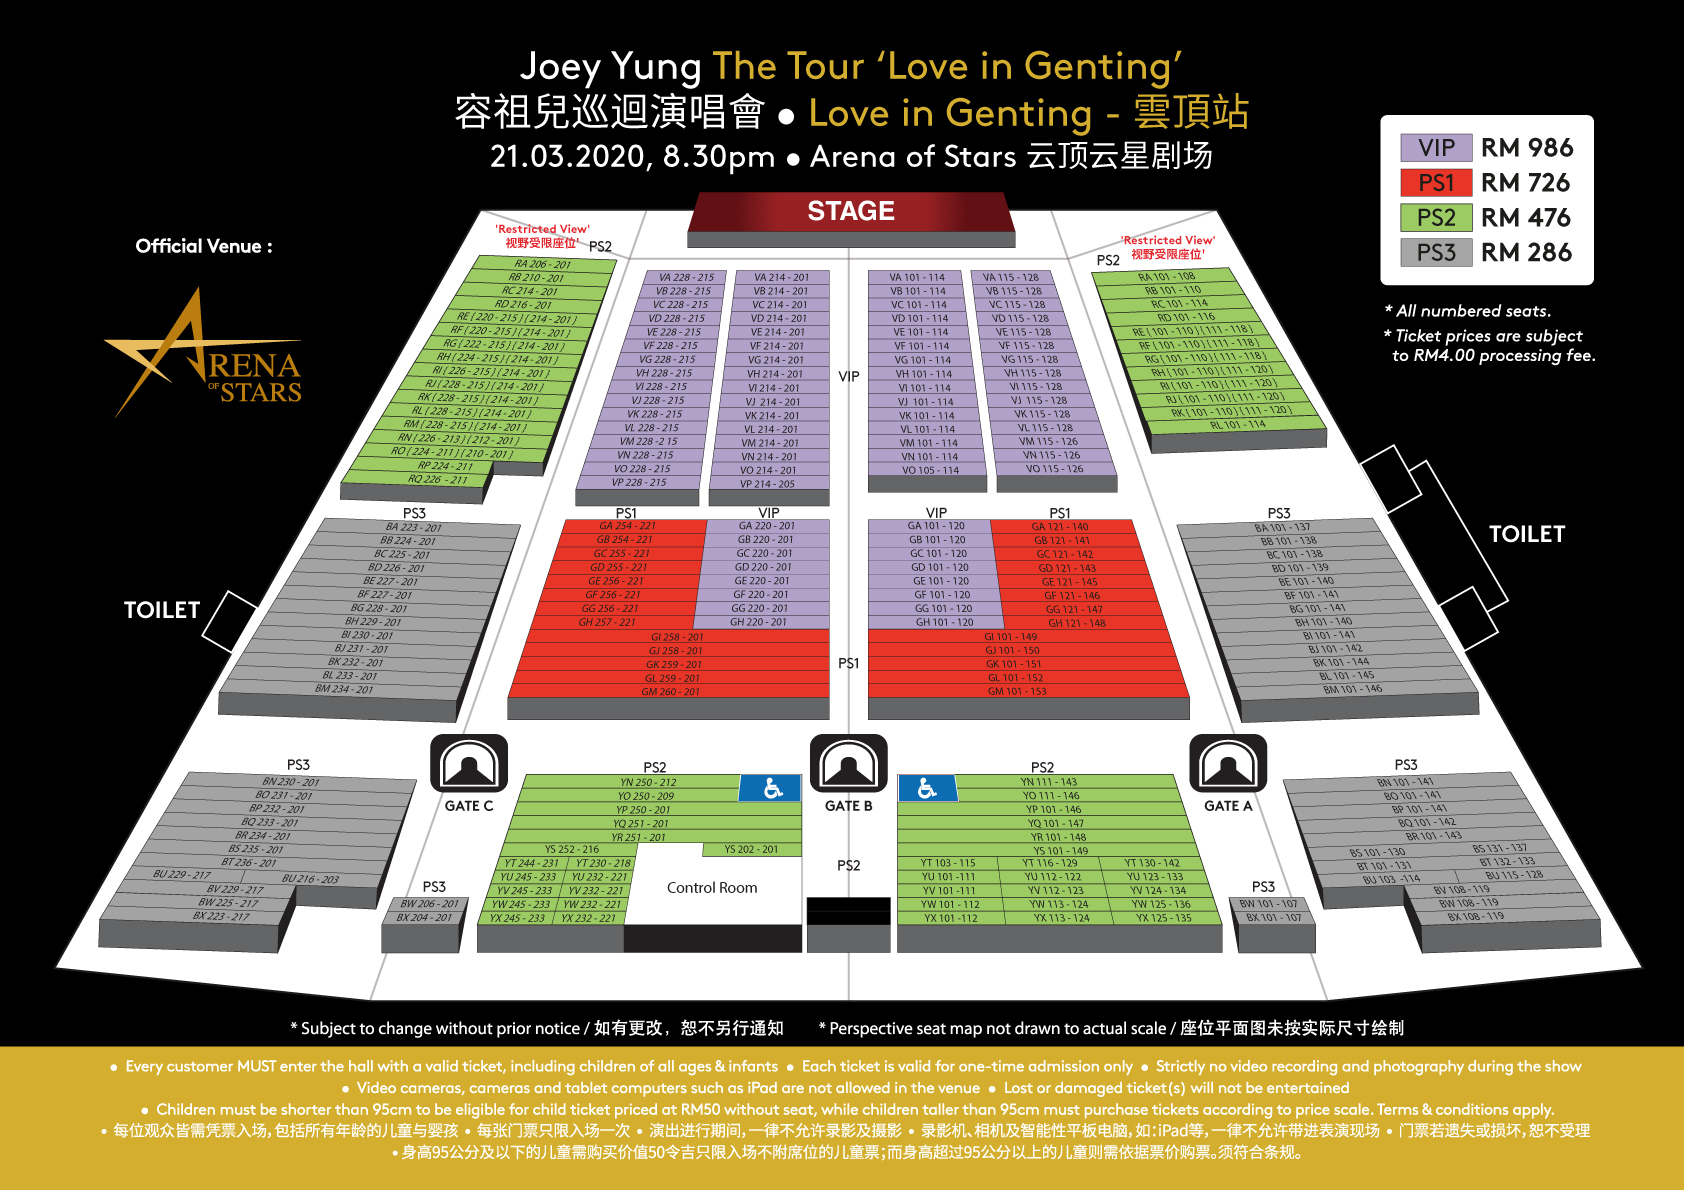 Joey Yung The Tour ‘Love in Genting’
容祖兒巡迴演唱會 ● Love in Genting - 雲頂站
21.03.2020, 8.30pm ● Arena of Stars 云顶云星剧场
VIP RM 986
PS1 RM 726
PS2 RM 476
PS3 RM 286
* All numbered seats.
* Ticket prices are subject
to RM4.00 processing fee.
Official Venue :
ARENA
OF
STARS
STAGE
'Restricted View'
视野受限座位'
PS2
RA 206 - 201
RB 210 - 201
RC 214 - 201
RD 216 - 201
RE ( 220 - 215 ) ( 214 - 201 )
RF ( 220 - 215 ) ( 214 - 201 )
RG ( 222 - 215 ) ( 214 - 201 )
RH ( 224 - 215 ) ( 214 - 201 )
RI ( 226 - 215 ) ( 214 - 201 )
RJ ( 228 - 215 ) ( 214 - 201 )
RK ( 228 - 215 ) ( 214 - 201 )
RL ( 228 - 215 ) ( 214 - 201 )
RM ( 228 - 215 ) ( 214 - 201 )
RN ( 226 - 213 ) ( 212 - 201 )
RO ( 224 - 211 ) ( 210 - 201 )
RP 224 - 211
RQ 226 - 211
VA 228 - 215
VB 228 - 215
VC 228 - 215
VD 228 - 215
VE 228 - 215
VF 228 - 215
VG 228 - 215
VH 228 - 215
VI 228 - 215
VJ 228 - 215
VK 228 - 215
VL 228 - 215
VM 228 - 2 15
VN 228 - 215
VO 228 - 215
VP 228 - 215
VA 214 - 201
VB 214 - 201
VC 214 - 201
VD 214 - 201
VE 214 - 201
VF 214 - 201
VG 214 - 201
VH 214 - 201
VI 214 - 201
VJ 214 - 201
VK 214 - 201
VL 214 - 201
VM 214 - 201
VN 214 - 201
VO 214 - 201
VP 214 - 205
VIP
VA 101 - 114
VB 101 - 114
VC 101 - 114
VD 101 - 114
VE 101 - 114
VF 101 - 114
VG 101 - 114
VH 101 - 114
VI 101 - 114
VJ 101 - 114
VK 101 - 114
VL 101 - 114
VM 101 - 114
VN 101 - 114
VO 105 - 114
VA 115 - 128
VB 115 - 128
VC 115 - 128
VD 115 - 128
VE 115 - 128
VF 115 - 128
VG 115 - 128
VH 115 - 128
VI 115 - 128
VJ 115 - 128
VK 115 - 128
VL 115 - 128
VM 115 - 126
VN 115 - 126
VO 115 - 126
'Restricted View'
视野受限座位'
PS2
RA 101 - 108
RB 101 - 110
RC 101 - 114
RD 101 - 116
RE ( 101 - 110 ) ( 111 - 118 )
RF ( 101 - 110 ) ( 111 - 118 )
RG ( 101 - 110 ) ( 111 - 118 )
RH ( 101 - 110 ) ( 111 - 120 )
RI ( 101 - 110 ) ( 111 - 120 )
RJ ( 101 - 110 ) ( 111 - 120 )
RK ( 101 - 110 ) ( 111 - 120 )
RL 101 - 114
PS3
BA 223 - 201
BB 224 - 201
BC 225 - 201
BD 226 - 201
BE 227 - 201
BF 227 - 201
BG 228 - 201
BH 229 - 201
BI 230 - 201
BJ 231 - 201
BK 232 - 201
BL 233 - 201
BM 234 - 201
TOILET
PS1
GA 254 - 221
GB 254 - 221
GC 255 - 221
GD 255 - 221
GE 256 - 221
GF 256 - 221
GG 256 - 221
GH 257 - 221
VIP
GA 220 - 201
GB 220 - 201
GC 220 - 201
GD 220 - 201
GE 220 - 201
GF 220 - 201
GG 220 - 201
GH 220 - 201
GI 258 - 201
GJ 258 - 201
GK 259 - 201
GL 259 - 201
GM 260 - 201
PS1
VIP
GA 101 - 120
GB 101 - 120
GC 101 - 120
GD 101 - 120
GE 101 - 120
GF 101 - 120
GG 101 - 120
GH 101 - 120
PS1
GA 121 - 140
GB 121 - 141
GC 121 - 142
GD 121 - 143
GE 121 - 145
GF 121 - 146
GG 121 - 147
GH 121 - 148
GI 101 - 149
GJ 101 - 150
GK 101 - 151
GL 101 - 152
GM 101 - 153
PS3
BA 101 - 137
BB 101 - 138
BC 101 - 138
BD 101 - 139
BE 101 - 140
BF 101 - 141
BG 101 - 141
BH 101 - 140
BI 101 - 141
BJ 101 - 142
BK 101 - 144
BL 101 - 145
BM 101 - 146
TOILET
PS3
BN 230 - 201
BO 231 - 201
BP 232 - 201
BQ 233 - 201
BR 234 - 201
BS 235 - 201
BT 236 - 201
BU 229 - 217 BU 216 - 203
BV 229 - 217
BW 225 - 217
BX 223 - 217
GATE C
PS3
BW 206 - 201
BX 204 - 201
PS2
YN 250 - 212
YO 250 - 209
YP 250 - 201
YQ 251 - 201
YR 251 - 201
YS 252 - 216 YS 202 - 201
YT 244 - 231 YT 230 - 218
YU 245 - 233 YU 232 - 221
YV 245 - 233 YV 232 - 221
YW 245 - 233 YW 232 - 221
YX 245 - 233 YX 232 - 221
Control Room
GATE B
PS2
PS2
YN 111 - 143
YO 111 - 146
YP 101 - 146
YQ 101 - 147
YR 101 - 148
YS 101 - 149
YT 103 - 115 YT 116 - 129 YT 130 - 142
YU 101 - 111 YU 112 - 122 YU 123 - 133
YV 101 - 111 YV 112 - 123 YV 124 - 134
YW 101 - 112 YW 113 - 124 YW 125 - 136
YX 101 - 112 YX 113 - 124 YX 125 - 135
GATE A
PS3
BW 101 - 107
BX 101 - 107
PS3
BN 101 - 141
BO 101 - 141
BP 101 - 141
BQ 101 - 142
BR 101 - 143
BS 101 - 130 BS 131 - 137
BT 101 - 131 BT 132 - 133
BU 103 - 114 BU 115 - 128
BV 108 - 119
BW 108 - 119
BX 108 - 119
* Subject to change without prior notice / 如有更改，恕不另行通知 * Perspective seat map not drawn to actual scale / 座位平面图未按实际尺寸绘制
● Every customer MUST enter the hall with a valid ticket, including children of all ages & infants ● Each ticket is valid for one-time admission only ● Strictly no video recording and photography during the show
● Video cameras, cameras and tablet computers such as iPad are not allowed in the venue ● Lost or damaged ticket(s) will not be entertained
● Children must be shorter than 95cm to be eligible for child ticket priced at RM50 without seat, while children taller than 95cm must purchase tickets according to price scale. Terms & conditions apply.
• 每位观众皆需凭票入场，包括所有年龄的儿童与婴孩 • 每张门票只限入场一次 • 演出进行期间，一律不允许录影及摄影 • 录影机、相机及智能性平板电脑，如：iPad等，一律不允许带进表演现场 • 门票若遗失或损坏，恕不受理
• 身高95公分及以下的儿童需购买价值50令吉只限入场不附席位的儿童票；而身高超过95公分以上的儿童则需依据票价购票。须符合条规。